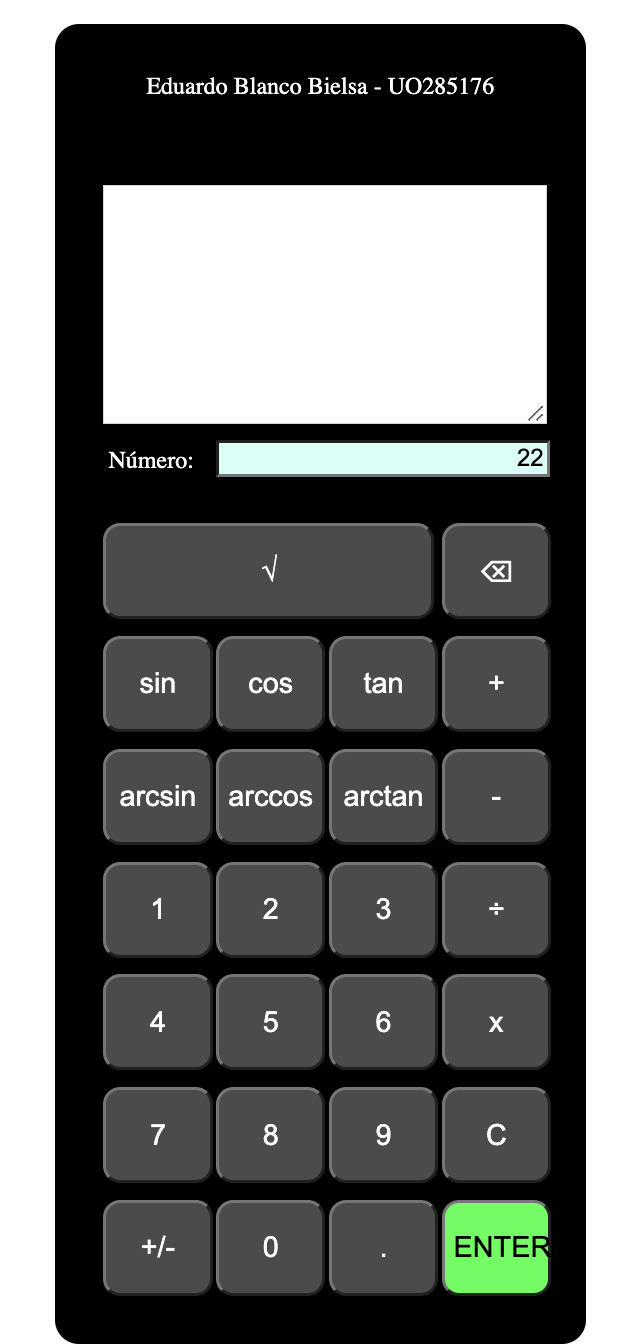 Eduardo Blanco Bielsa - UO285176
Número: 22
√ ⌫
sin cos tan +
arcsin arccos arctan -
1 2 3 ÷
4 5 6 x
7 8 9 C
+/- 0 . ENTER